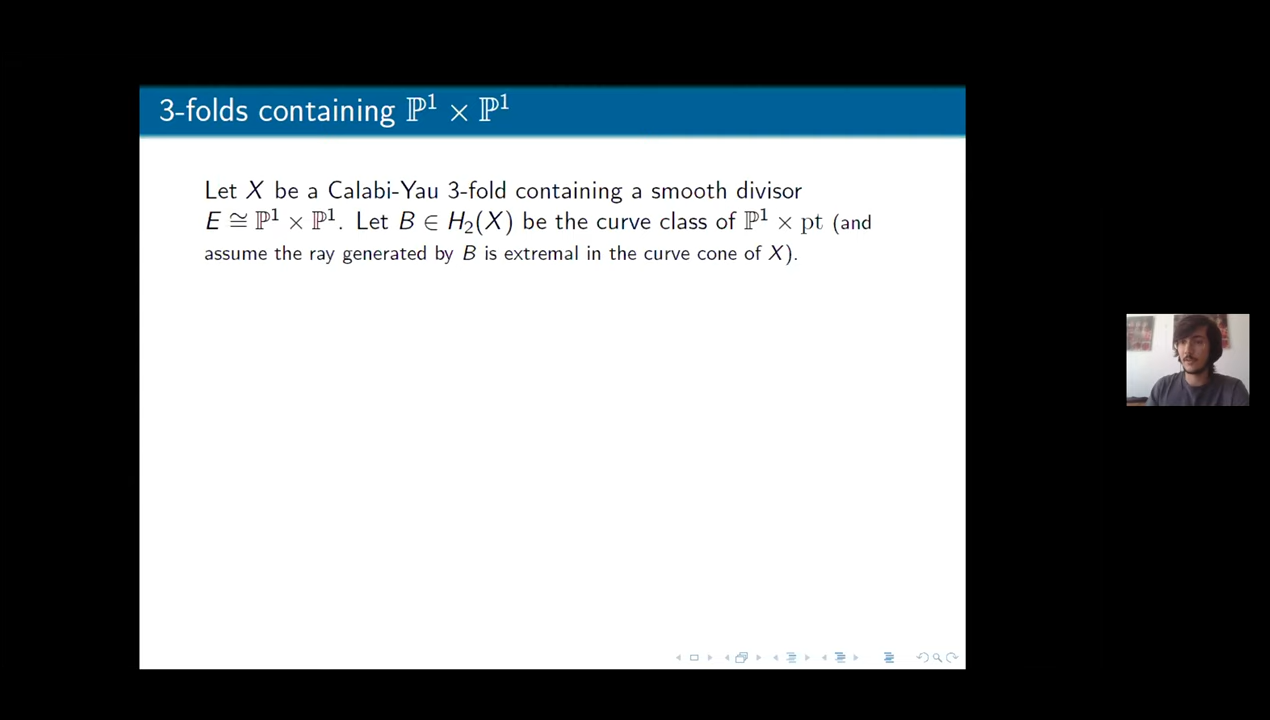 3-folds containing ℙ¹ × ℙ¹
Let X be a Calabi-Yau 3-fold containing a smooth divisor
E ≅ ℙ¹ × ℙ¹. Let B ∈ H₂(X) be the curve class of ℙ¹ × pt (and
assume the ray generated by B is extremal in the curve cone of X).